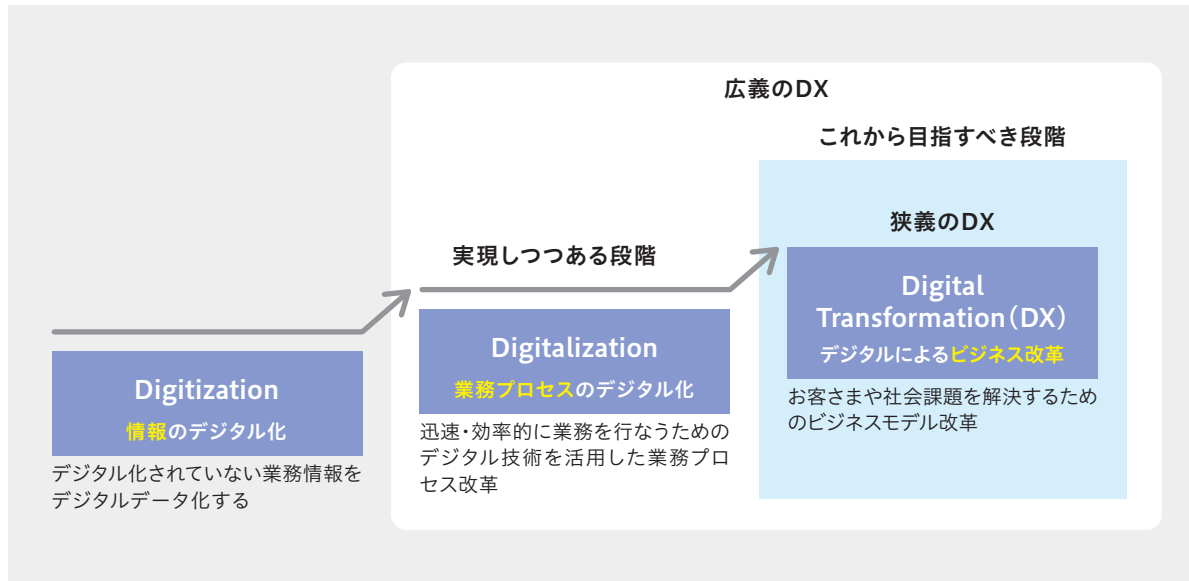 広義のDX
これから目指すべき段階
狭義のDX
実現しつつある段階
Digital
Transformation（DX）
デジタルによるビジネス改革
お客さまや社会課題を解決するため
のビジネスモデル改革
Digitalization
業務プロセスのデジタル化
迅速・効率的に業務を行なうための
デジタル技術を活用した業務プロ
セス改革
Digitization
情報のデジタル化
デジタル化されていない業務情報を
デジタルデータ化する